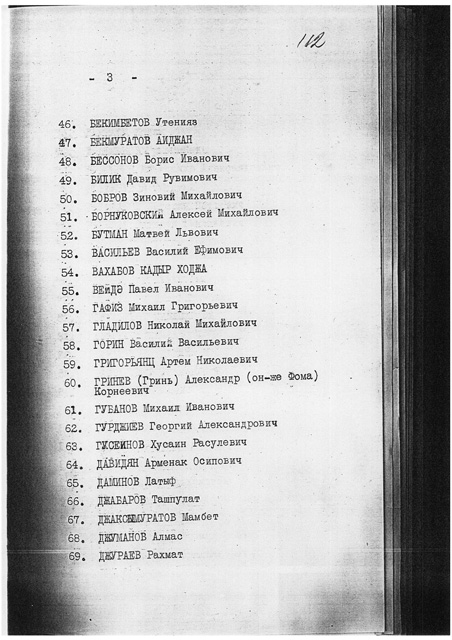 112
- 3 -
46. БЕКИМБЕТОВ Утенияз
47. БЕКМУРАТОВ АИДЖАН
48. БЕССОНОВ Борис Иванович
49. БИЛИК Давид Рувимович
50. БОБРОВ Зиновий Михайлович
51. БОРНУКОВСКИЙ Алексей Михайлович
52. БУТМАН Матвей Львович
53. ВАСИЛЬЕВ Василий Ефимович
54. ВАХАБОВ КАДЫР ХОДЖА
55. ВЕЙДЭ Павел Иванович
56. ГАФИЗ Михаил Григорьевич
57. ГЛАДИЛОВ Николай Михайлович
58. ГОРИН Василий Васильевич
59. ГРИГОРЬЯНЦ Артем Николаевич
60. ГРИНЕВ (Гринь) Александр (он-же Фома)
Корнеевич
61. ГУБАНОВ Михаил Иванович
62. ГУРДЖИЕВ Георгий Александрович
63. ГУСЕИНОВ Хусаин Расулевич
64. ДАВИДЯН Арменак Осипович
65. ДАМИНОВ Латыф
66. ДЖАБАРОВ Ташпулат
67. ДЖАКСЫМУРАТОВ Мамбет
68. ДЖУМАНОВ Алмас
69. ДЖУРАЕВ Рахмат